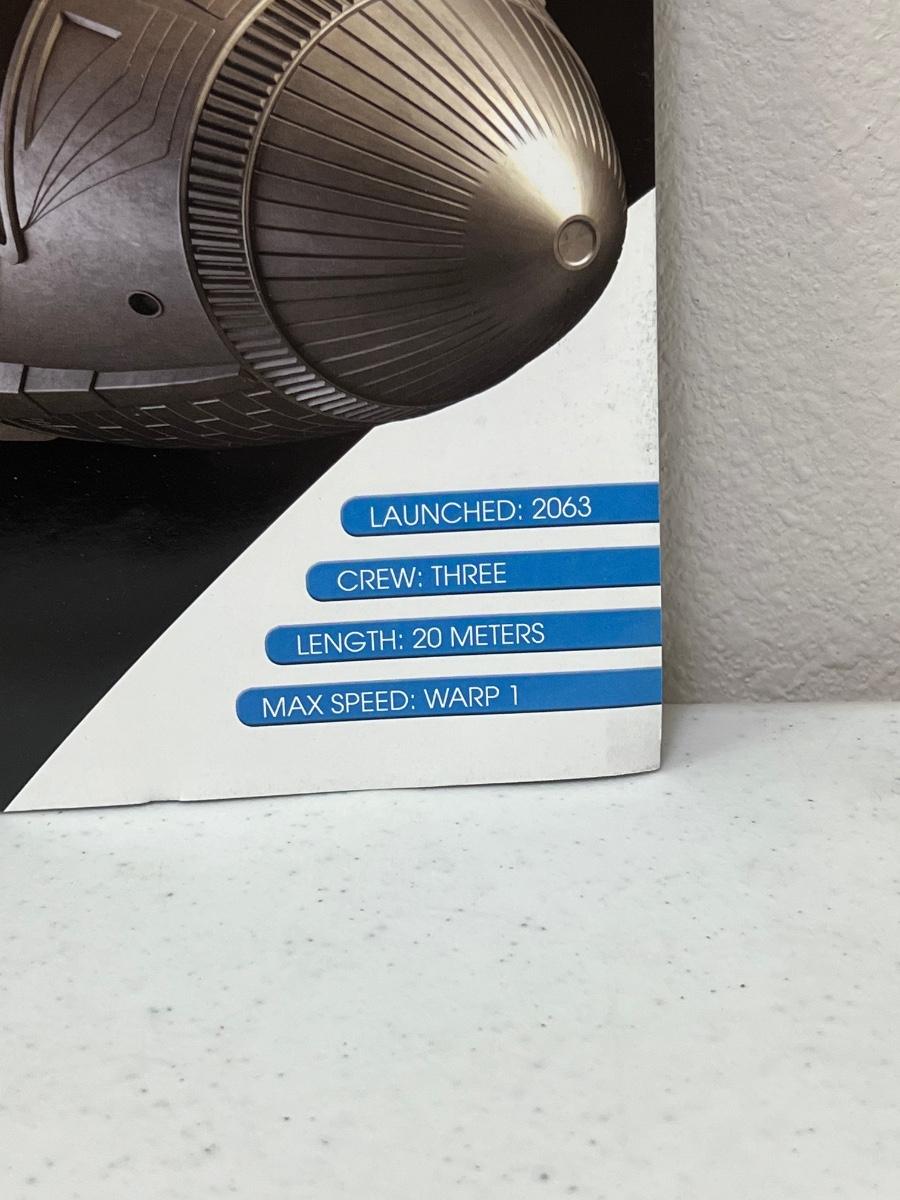 LAUNCHED: 2063
CREW: THREE
LENGTH: 20 METERS
MAX SPEED: WARP 1